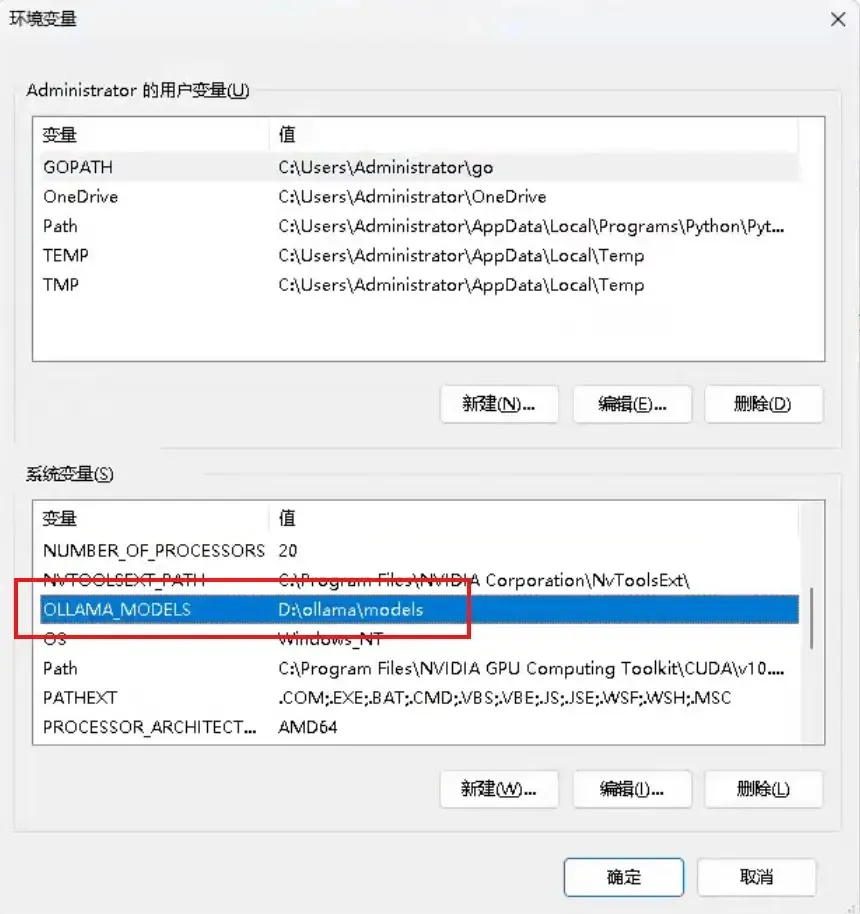 环境变量
Administrator 的用户变量(U)
变量 值
GOPATH C:\Users\Administrator\go
OneDrive C:\Users\Administrator\OneDrive
Path C:\Users\Administrator\AppData\Local\Programs\Python\Pyt...
TEMP C:\Users\Administrator\AppData\Local\Temp
TMP C:\Users\Administrator\AppData\Local\Temp
新建(N)... 编辑(E)... 删除(D)
系统变量(S)
变量 值
NUMBER_OF_PROCESSORS 20
NVTOOLSEXT_PATH C:\Program Files\NVIDIA Corporation\NvToolsExt\
OLLAMA_MODELS D:\ollama\models
OS Windows_NT
Path C:\Program Files\NVIDIA GPU Computing Toolkit\CUDA\v10....
PATHEXT .COM;.EXE;.BAT;.CMD;.VBS;.VBE;.JS;.JSE;.WSF;.WSH;.MSC
PROCESSOR_ARCHITECT... AMD64
新建(W)... 编辑(I)... 删除(L)
确定 取消